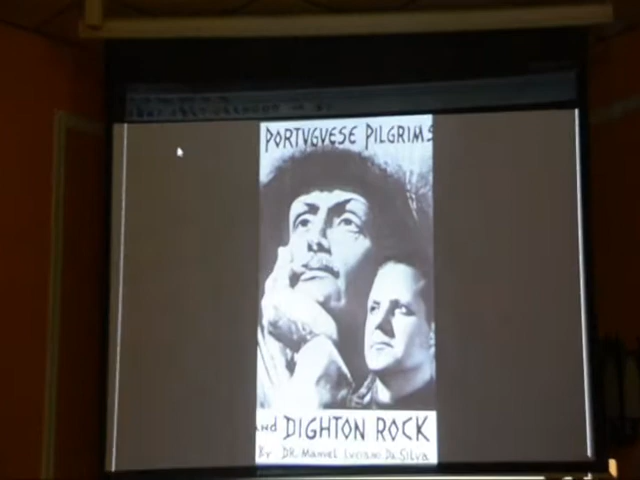 PORTUGUESE PILGRIMS
AND DIGHTON ROCK
By DR. Manuel Luciano Da Silva